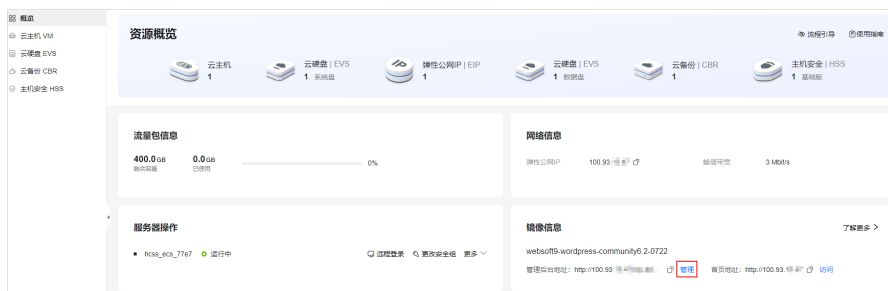 概览
云主机 VM
云硬盘 EVS
云备份 CBR
主机安全 HSS
资源概览
流程引导 使用指南
云主机 1
云硬盘 | EVS 1 系统盘
弹性公网IP | EIP 1
云硬盘 | EVS 1 数据盘
云备份 | CBR 1
主机安全 | HSS 1 基础版
流量包信息
400.0 GB 剩余容量
0.0 GB 已使用
0%
网络信息
弹性公网IP 100.93.
峰值带宽 3 Mbit/s
服务器操作
hcss_ecs_77e7 运行中 远程登录 更改安全组 更多
镜像信息 了解更多
websoft9-wordpress-community6.2-0722
管理后台地址: http://100.93. 管理 首页地址: http://100.93. 访问